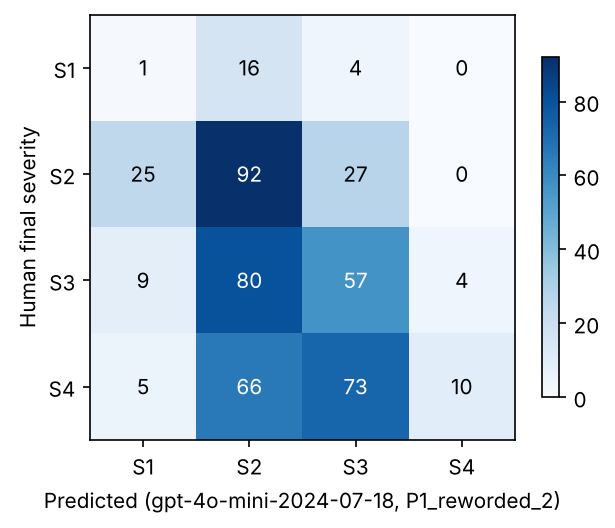 S1 1 16 4 0
S2 25 92 27 0
S3 9 80 57 4
S4 5 66 73 10
S1 S2 S3 S4
Predicted (gpt-4o-mini-2024-07-18, P1_reworded_2)
Human final severity
80
60
40
20
0